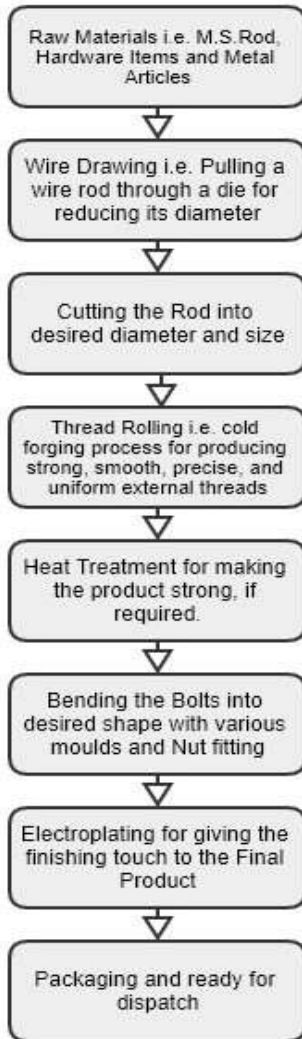 Raw Materials i.e. M.S.Rod,
Hardware Items and Metal
Articles
Wire Drawing i.e. Pulling a
wire rod through a die for
reducing its diameter
Cutting the Rod into
desired diameter and size
Thread Rolling i.e. cold
forging process for producing
strong, smooth, precise, and
uniform external threads
Heat Treatment for making
the product strong, if
required.
Bending the Bolts into
desired shape with various
moulds and Nut fitting
Electroplating for giving the
finishing touch to the Final
Product
Packaging and ready for
dispatch